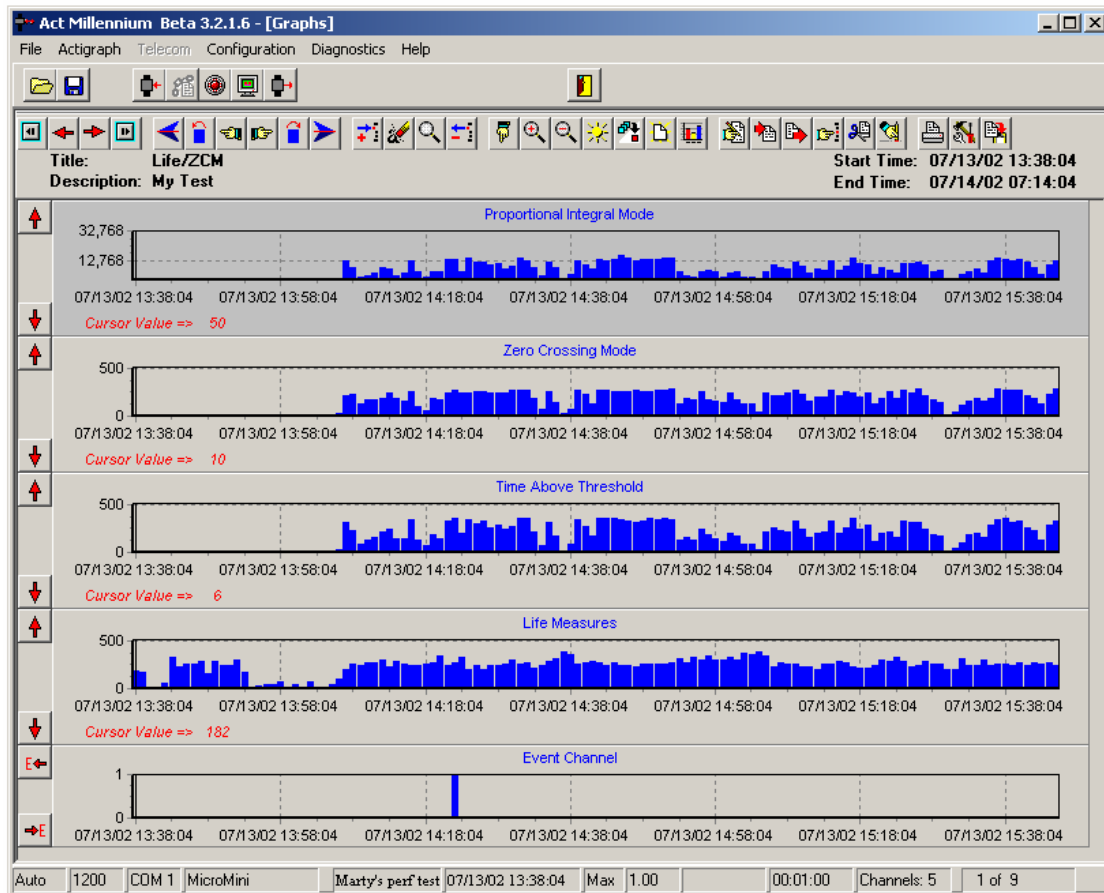 Act Millennium Beta 3.2.1.6 - [Graphs]
File Actigraph Telecom Configuration Diagnostics Help
Title: Life/ZCM Start Time: 07/13/02 13:38:04
Description: My Test End Time: 07/14/02 07:14:04
Proportional Integral Mode
32,768
12,768
07/13/02 13:38:04 07/13/02 13:58:04 07/13/02 14:18:04 07/13/02 14:38:04 07/13/02 14:58:04 07/13/02 15:18:04 07/13/02 15:38:04
Cursor Value => 50
Zero Crossing Mode
500
0
07/13/02 13:38:04 07/13/02 13:58:04 07/13/02 14:18:04 07/13/02 14:38:04 07/13/02 14:58:04 07/13/02 15:18:04 07/13/02 15:38:04
Cursor Value => 10
Time Above Threshold
500
0
07/13/02 13:38:04 07/13/02 13:58:04 07/13/02 14:18:04 07/13/02 14:38:04 07/13/02 14:58:04 07/13/02 15:18:04 07/13/02 15:38:04
Cursor Value => 6
Life Measures
500
0
07/13/02 13:38:04 07/13/02 13:58:04 07/13/02 14:18:04 07/13/02 14:38:04 07/13/02 14:58:04 07/13/02 15:18:04 07/13/02 15:38:04
Cursor Value => 182
E
Event Channel
1
0
E
07/13/02 13:38:04 07/13/02 13:58:04 07/13/02 14:18:04 07/13/02 14:38:04 07/13/02 14:58:04 07/13/02 15:18:04 07/13/02 15:38:04
Auto 1200 COM 1 MicroMini Marty's perf test 07/13/02 13:38:04 Max 1.00 00:01:00 Channels: 5 1 of 9